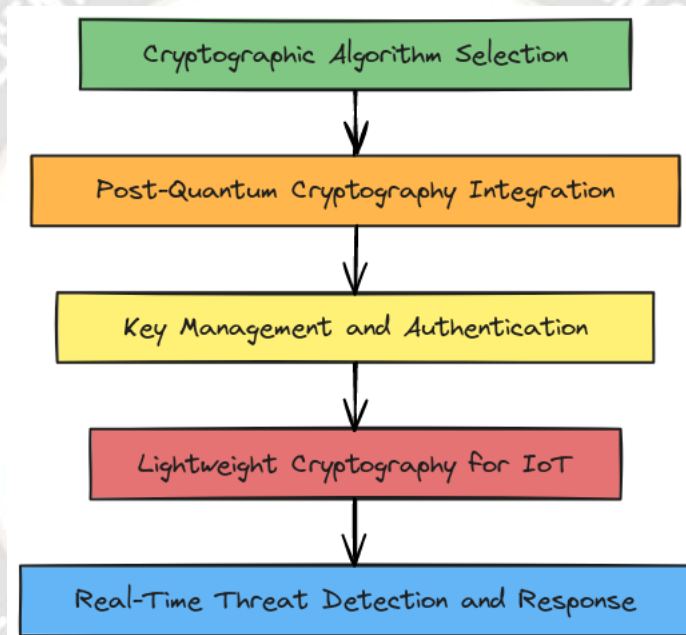 Cryptographic Algorithm Selection
Post-Quantum Cryptography Integration
Key Management and Authentication
Lightweight Cryptography for IoT
Real-Time Threat Detection and Response